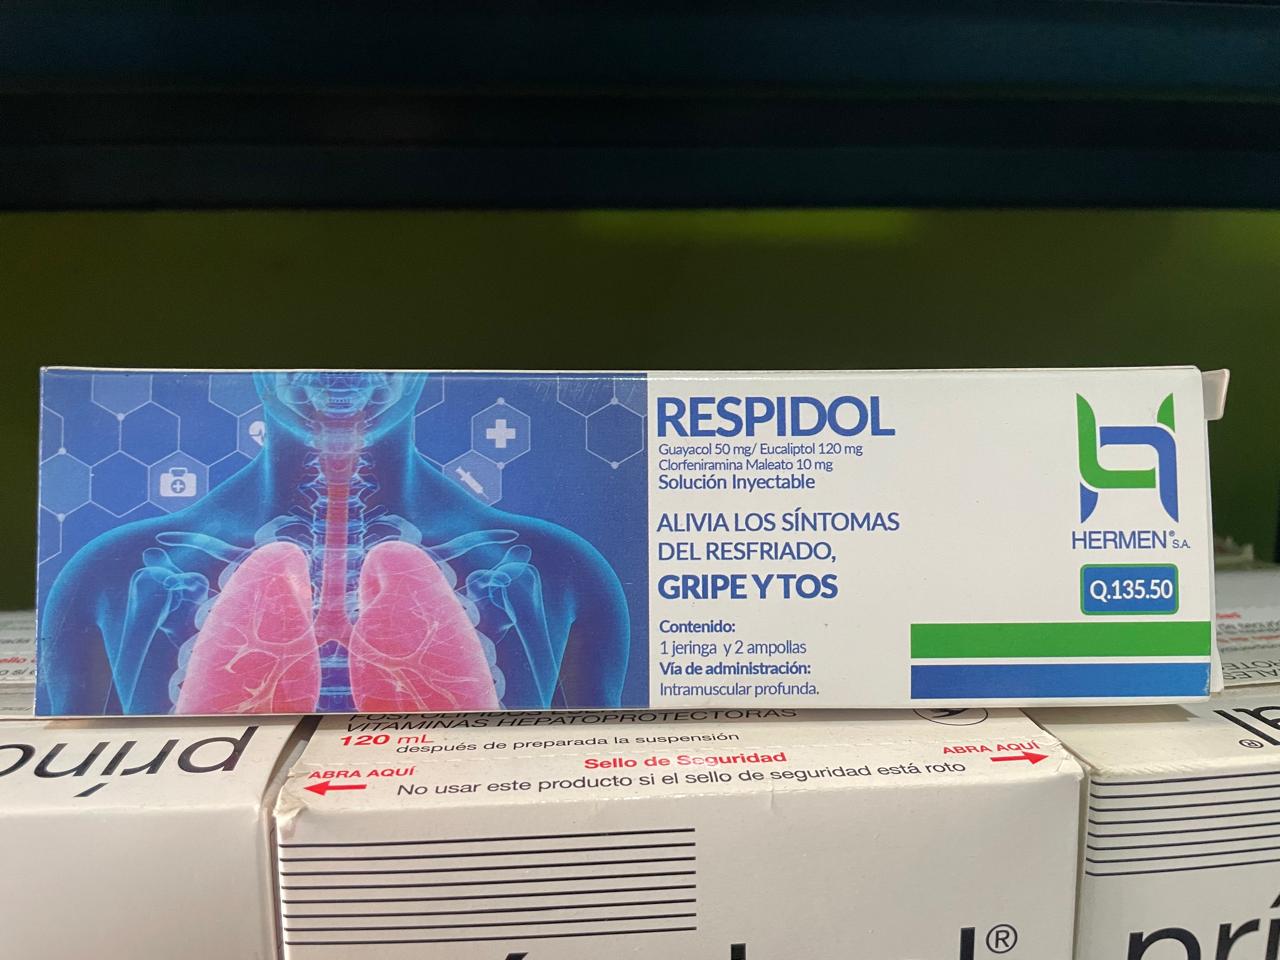 RESPIDOL
Guayacol 50 mg/ Eucaliptol 120 mg
Clorfeniramina Maleato 10 mg
Solución Inyectable
ALIVIA LOS SÍNTOMAS
DEL RESFRIADO,
GRIPE Y TOS
Contenido:
1 jeringa y 2 ampollas
Vía de administración:
Intramuscular profunda.
HERMEN® S.A.
Q.135.50
VITAMINAS HEPATOPROTECTORAS
120 mL
después de preparada la suspensión
Sello de Seguridad
No usar este producto si el sello de seguridad está roto
ABRA AQUÍ
ABRA AQUÍ
®
®